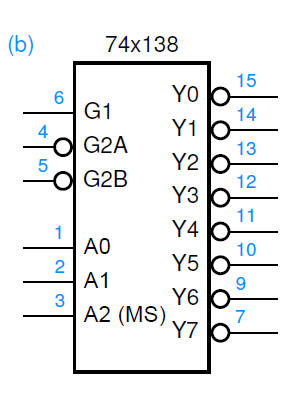 (b) 74x138
6 G1 Y0 15
4 G2A Y1 14
5 G2B Y2 13
Y3 12
1 A0 Y4 11
2 A1 Y5 10
3 A2 (MS) Y6 9
Y7 7